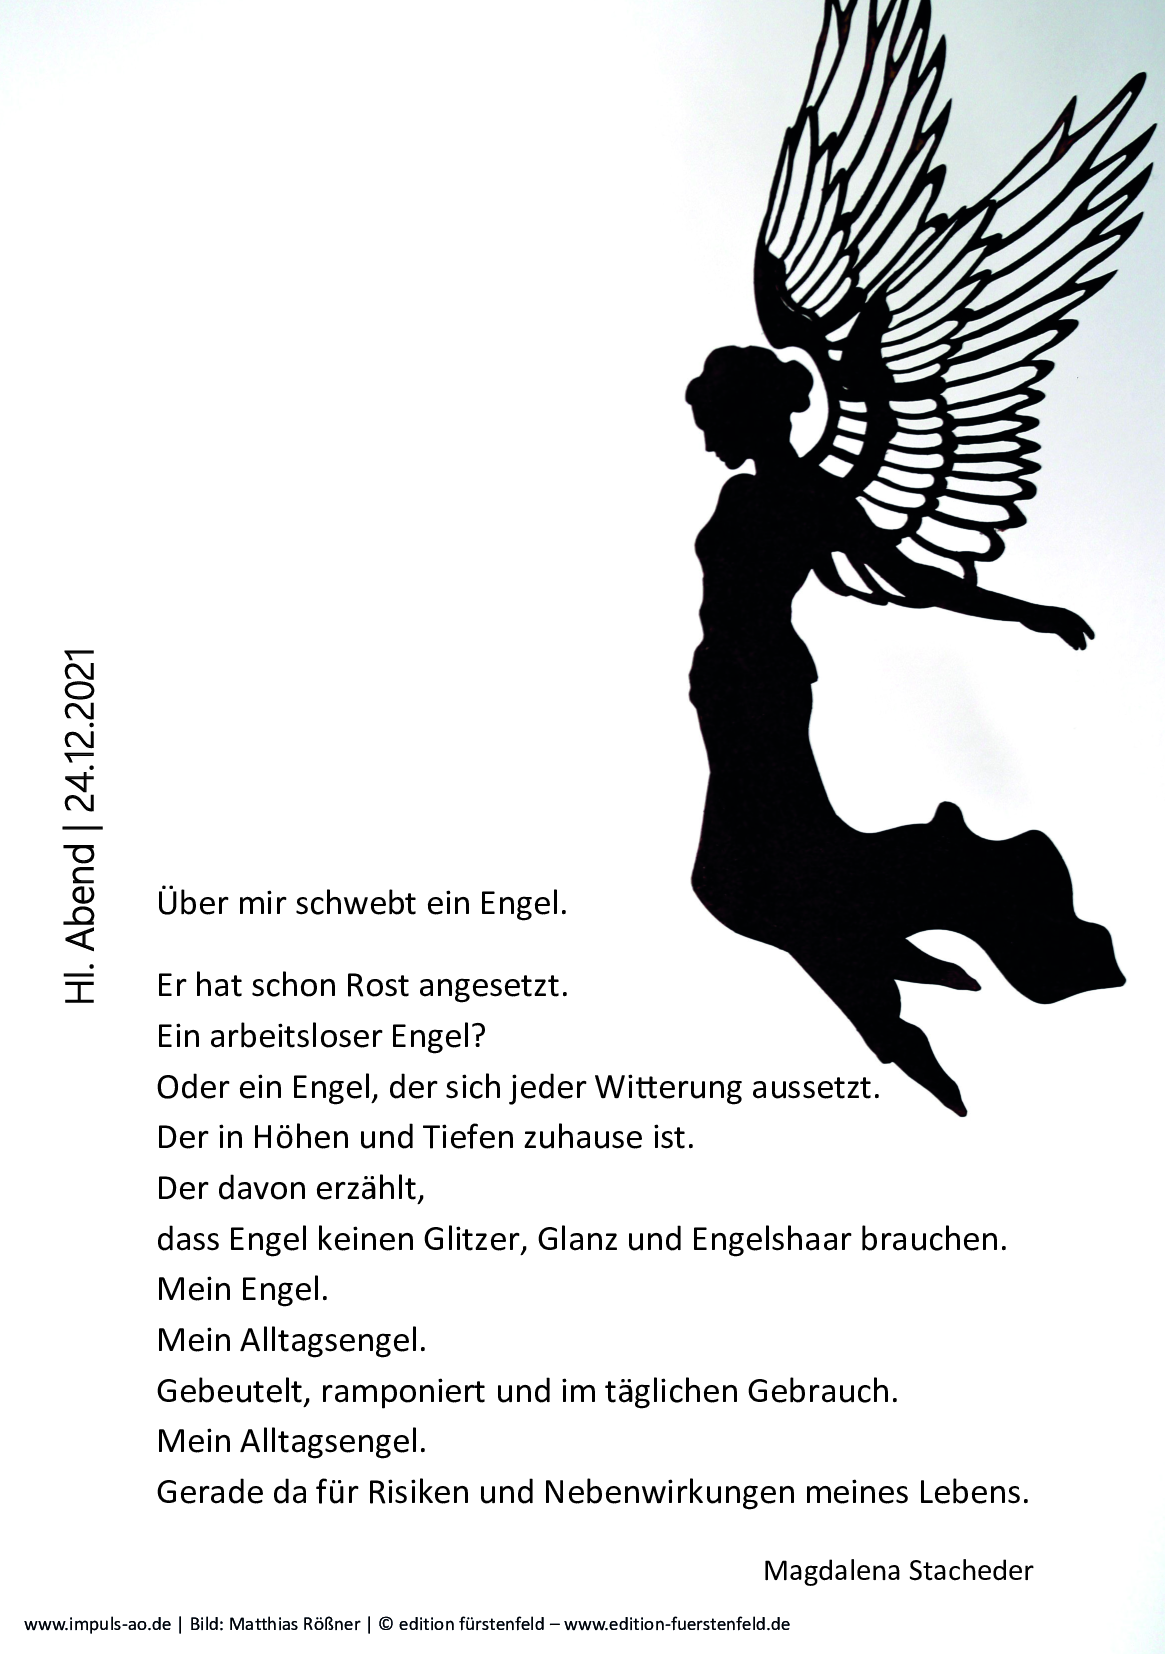 Hl. Abend | 24.12.2021
Über mir schwebt ein Engel.
Er hat schon Rost angesetzt.
Ein arbeitsloser Engel?
Oder ein Engel, der sich jeder Witterung aussetzt.
Der in Höhen und Tiefen zuhause ist.
Der davon erzählt,
dass Engel keinen Glitzer, Glanz und Engelshaar brauchen.
Mein Engel.
Mein Alltagsengel.
Gebeutelt, ramponiert und im täglichen Gebrauch.
Mein Alltagsengel.
Gerade da für Risiken und Nebenwirkungen meines Lebens.
Magdalena Stacheder
www.impuls-ao.de | Bild: Matthias Rößner | © edition fürstenfeld – www.edition-fuerstenfeld.de